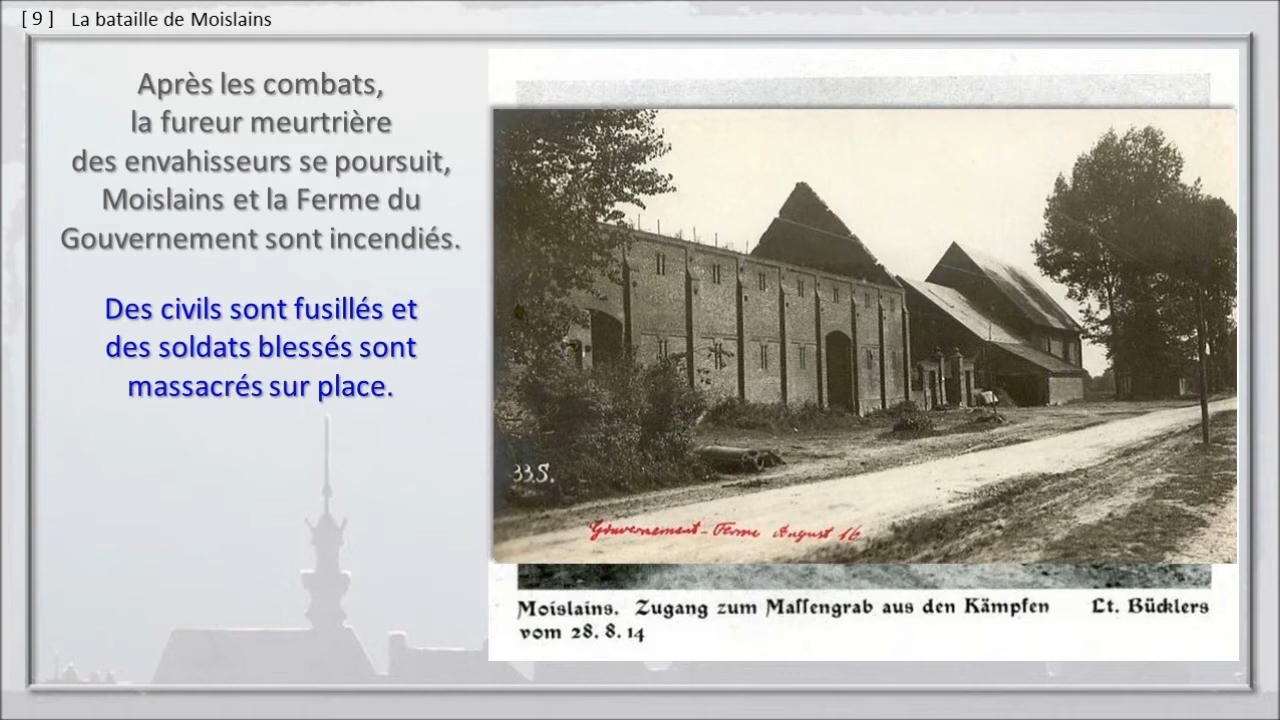 [ 9 ] La bataille de Moislains
Après les combats,
la fureur meurtrière
des envahisseurs se poursuit,
Moislains et la Ferme du
Gouvernement sont incendiés.
Des civils sont fusillés et
des soldats blessés sont
massacrés sur place.
33S.
Gouvernement-Ferme August 16
Moislains. Zugang zum Maſſengrab aus den Kämpfen Lt. Bücklers
vom 28. 8. 14